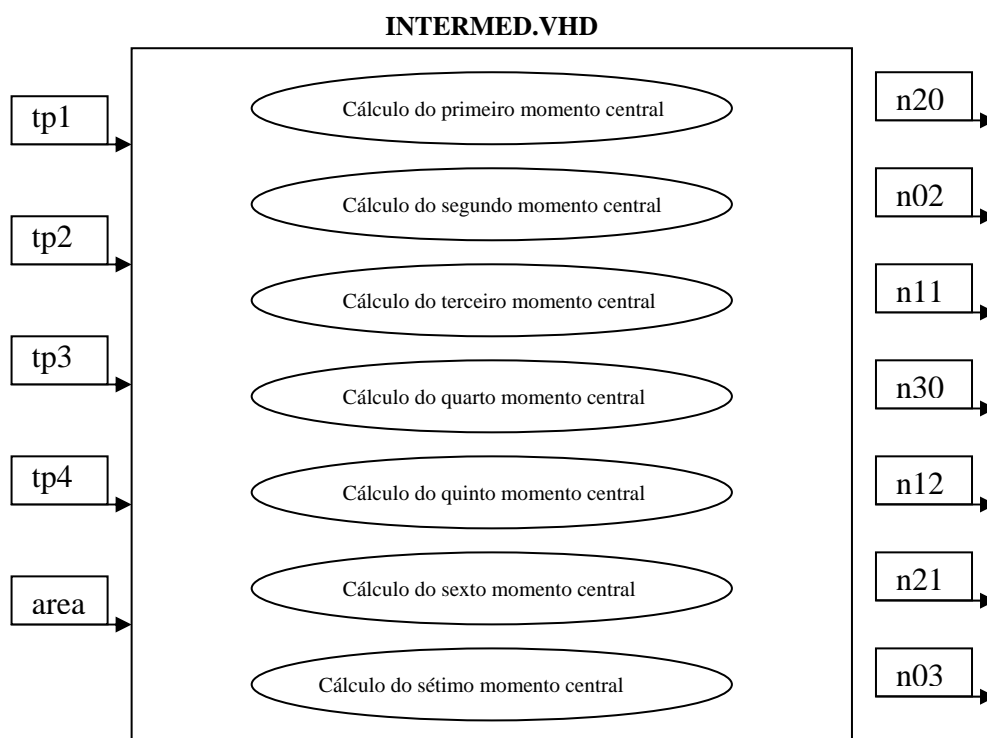 INTERMED.VHD
tp1
tp2
tp3
tp4
area
Cálculo do primeiro momento central
Cálculo do segundo momento central
Cálculo do terceiro momento central
Cálculo do quarto momento central
Cálculo do quinto momento central
Cálculo do sexto momento central
Cálculo do sétimo momento central
n20
n02
n11
n30
n12
n21
n03